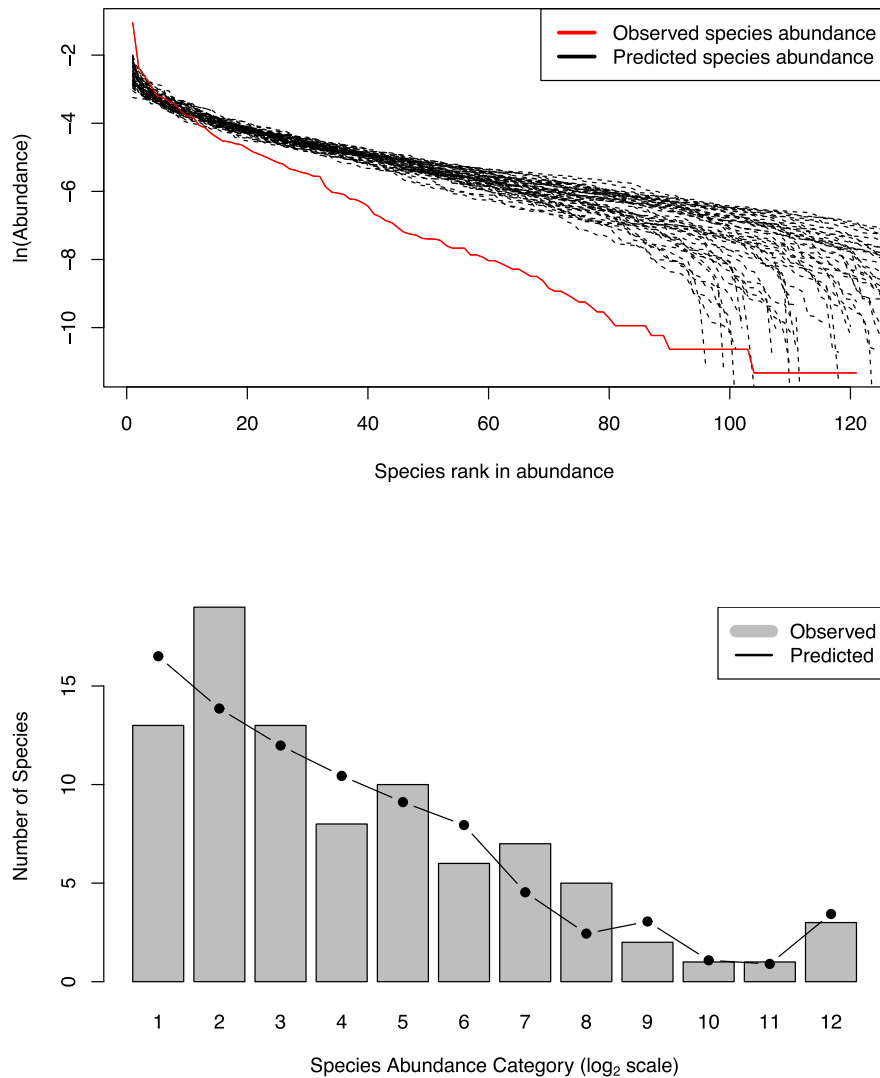 Observed species abundance
Predicted species abundance
−2
−4
−6
−8
−10
ln(Abundance)
0 20 40 60 80 100 120
Species rank in abundance
Observed
Predicted
15
10
5
0
Number of Species
1 2 3 4 5 6 7 8 9 10 11 12
Species Abundance Category (log₂ scale)